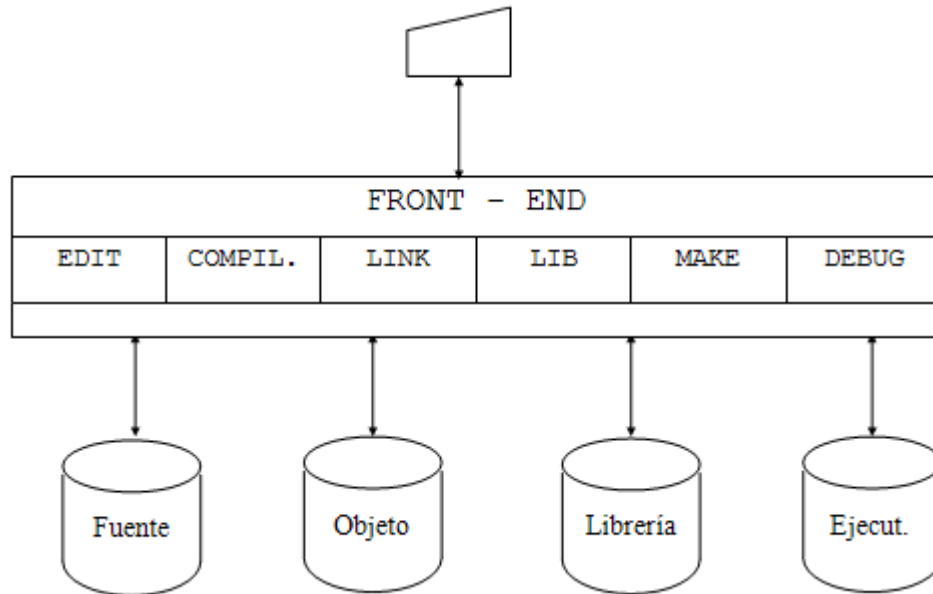 FRONT – END
EDIT COMPIL. LINK LIB MAKE DEBUG
Fuente Objeto Librería Ejecut.